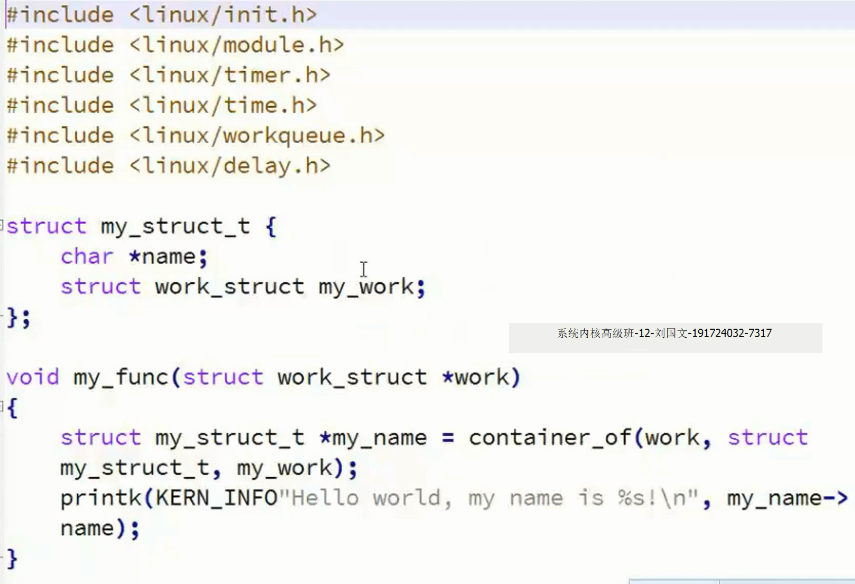 #include <linux/init.h>
#include <linux/module.h>
#include <linux/timer.h>
#include <linux/time.h>
#include <linux/workqueue.h>
#include <linux/delay.h>
struct my_struct_t {
    char *name;
    struct work_struct my_work;
};
系统内核高级班-12-刘国文-191724032-7317
void my_func(struct work_struct *work)
{
    struct my_struct_t *my_name = container_of(work, struct
    my_struct_t, my_work);
    printk(KERN_INFO"Hello world, my name is %s!\n", my_name->
    name);
}